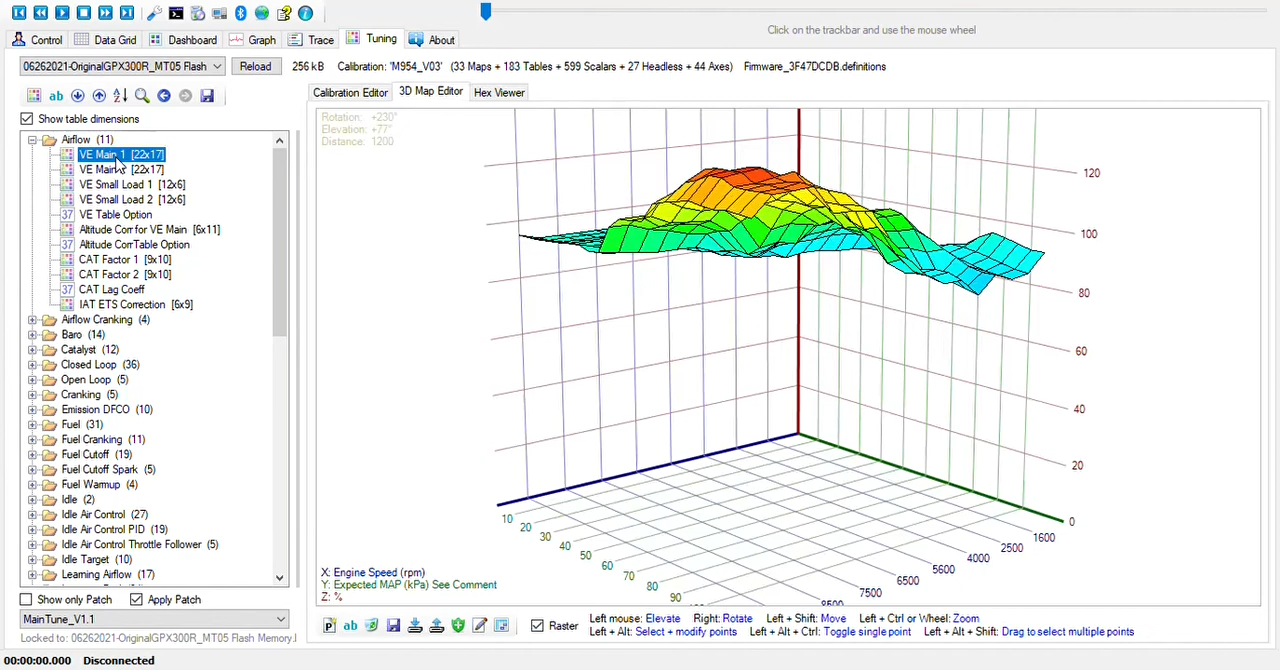 Click on the trackbar and use the mouse wheel
Control Data Grid Dashboard Graph Trace Tuning About
06262021-OriginalGPX300R_MT05 Flash Reload 256 kB Calibration: 'M954_V03' (33 Maps + 183 Tables + 599 Scalars + 27 Headless + 44 Axes) Firmware_3F47DCDB.definitions
Calibration Editor 3D Map Editor Hex Viewer
Show table dimensions
Airflow (11)
VE Main 1 [22x17]
VE Main [22x17]
VE Small Load 1 [12x6]
VE Small Load 2 [12x6]
VE Table Option
Altitude Corr for VE Main [6x11]
Altitude CorrTable Option
CAT Factor 1 [9x10]
CAT Factor 2 [9x10]
CAT Lag Coeff
IAT ETS Correction [6x9]
Airflow Cranking (4)
Baro (14)
Catalyst (12)
Closed Loop (36)
Open Loop (5)
Cranking (5)
Emission DFCO (10)
Fuel (31)
Fuel Cranking (11)
Fuel Cutoff (19)
Fuel Cutoff Spark (5)
Fuel Warmup (4)
Idle (2)
Idle Air Control (27)
Idle Air Control PID (19)
Idle Air Control Throttle Follower (5)
Idle Target (10)
Learning Airflow (17)
Show only Patch Apply Patch
MainTune_V1.1
Locked to: 06262021-OriginalGPX300R_MT05 Flash Memory.
00:00:00.000 Disconnected
Rotation: +230°
Elevation: +77°
Distance: 1200
120
100
80
60
40
20
0
10 20 30 40 50 60 70 80 90
1600 2500 4000 5600 6500 7500 8500
X: Engine Speed (rpm)
Y: Expected MAP (kPa) See Comment
Z: %
Raster
Left mouse: Elevate Right: Rotate Left + Shift: Move Left + Ctrl or Wheel: Zoom
Left + Alt: Select + modify points Left + Alt + Ctrl: Toggle single point Left + Alt + Shift: Drag to select multiple points